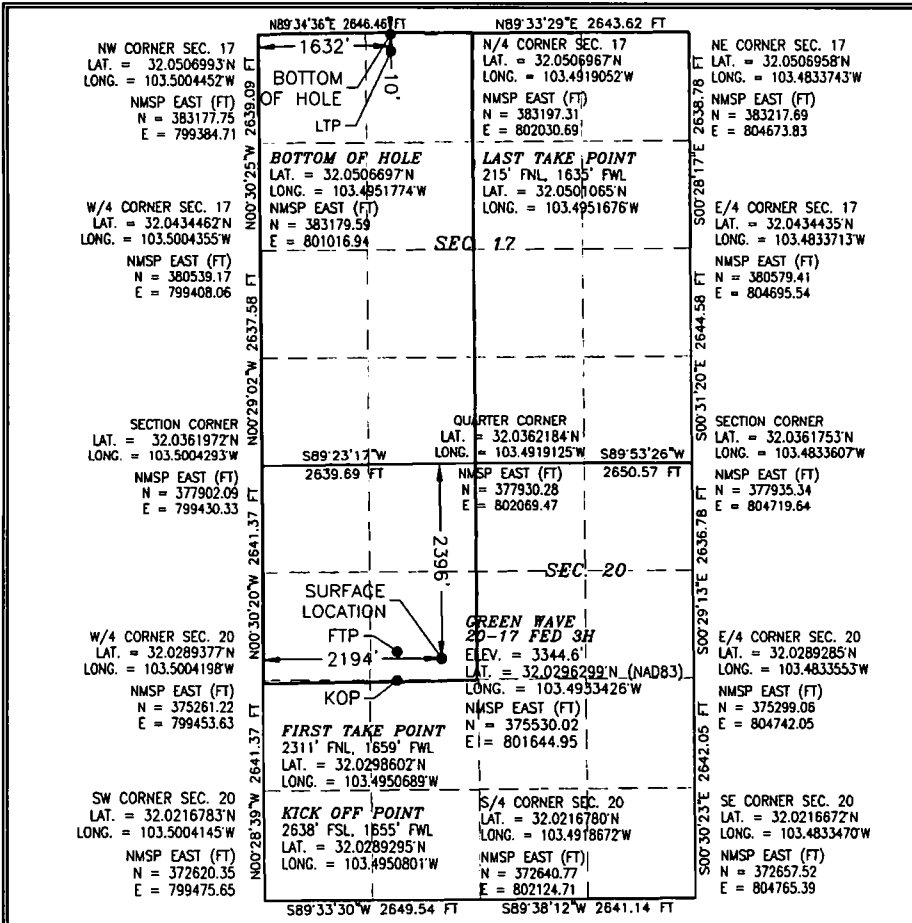 N89°34'36"E 2646.46 FT
N89°33'29"E 2643.62 FT
NW CORNER SEC. 17
LAT. = 32.0506993'N
LONG. = 103.5004452'W
NMSP EAST (FT)
N = 383177.75
E = 799384.71
1632'
BOTTOM
OF HOLE
10'
LTP
N/4 CORNER SEC. 17
LAT. = 32.0506967'N
LONG. = 103.4919052'W
NMSP EAST (FT)
N = 383197.31
E = 802030.69
NE CORNER SEC. 17
LAT. = 32.0506958'N
LONG. = 103.4833743'W
NMSP EAST (FT)
N = 383217.69
E = 804673.83
N00°30'25"W 2639.09 FT
S00°28'17"E 2638.78 FT
BOTTOM OF HOLE
LAT. = 32.0506697'N
LONG. = 103.4951774'W
NMSP EAST (FT)
N = 383179.59
E = 801016.94
LAST TAKE POINT
215' FNL, 1635' FWL
LAT. = 32.0501065'N
LONG. = 103.4951676'W
SEC. 17
W/4 CORNER SEC. 17
LAT. = 32.0434462'N
LONG. = 103.5004355'W
NMSP EAST (FT)
N = 380539.17
E = 799408.06
E/4 CORNER SEC. 17
LAT. = 32.0434435'N
LONG. = 103.4833713'W
NMSP EAST (FT)
N = 380579.41
E = 804695.54
N00°29'02"W 2637.58 FT
S00°31'20"E 2644.58 FT
SECTION CORNER
LAT. = 32.0361972'N
LONG. = 103.5004293'W
NMSP EAST (FT)
N = 377902.09
E = 799430.33
S89°23'17"W
2639.69 FT
QUARTER CORNER
LAT. = 32.0362184'N
LONG. = 103.4919125'W
NMSP EAST (FT)
N = 377930.28
E = 802069.47
S89°53'26"W
2650.57 FT
SECTION CORNER
LAT. = 32.0361753'N
LONG. = 103.4833607'W
NMSP EAST (FT)
N = 377935.34
E = 804719.64
N00°30'20"W 2641.37 FT
S00°29'13"E 2636.78 FT
2396'
SEC. 20
SURFACE
LOCATION
FTP
2194'
KOP
GREEN WAVE
20-17 FED 3H
ELEV. = 3344.6'
LAT. = 32.0296299'N (NAD83)
LONG. = 103.4933426'W
NMSP EAST (FT)
N = 375530.02
E = 801644.95
W/4 CORNER SEC. 20
LAT. = 32.0289377'N
LONG. = 103.5004198'W
NMSP EAST (FT)
N = 375261.22
E = 799453.63
E/4 CORNER SEC. 20
LAT. = 32.0289285'N
LONG. = 103.4833553'W
NMSP EAST (FT)
N = 375299.06
E = 804742.05
FIRST TAKE POINT
2311' FNL, 1659' FWL
LAT. = 32.0298602'N
LONG. = 103.4950689'W
N00°28'39"W 2641.37 FT
S00°30'23"E 2642.05 FT
KICK OFF POINT
2638' FSL, 1655' FWL
LAT. = 32.0289295'N
LONG. = 103.4950801'W
SW CORNER SEC. 20
LAT. = 32.0216783'N
LONG. = 103.5004145'W
NMSP EAST (FT)
N = 372620.35
E = 799475.65
S/4 CORNER SEC. 20
LAT. = 32.0216780'N
LONG. = 103.4918672'W
NMSP EAST (FT)
N = 372640.77
E = 802124.71
SE CORNER SEC. 20
LAT. = 32.0216672'N
LONG. = 103.4833470'W
NMSP EAST (FT)
N = 372657.52
E = 804765.39
S89°33'30"W 2649.54 FT
S89°38'12"W 2641.14 FT